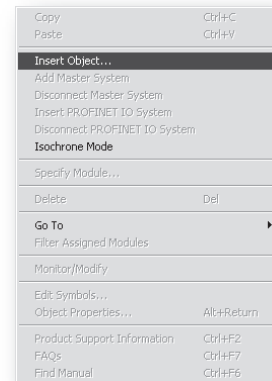 Copy Ctrl+C
Paste Ctrl+V
Insert Object...
Add Master System
Disconnect Master System
Insert PROFINET IO System
Disconnect PROFINET IO System
Isochrone Mode
Specify Module...
Delete Del
Go To
Filter Assigned Modules
Monitor/Modify
Edit Symbols...
Object Properties... Alt+Return
Product Support Information Ctrl+F2
FAQs Ctrl+F7
Find Manual Ctrl+F6